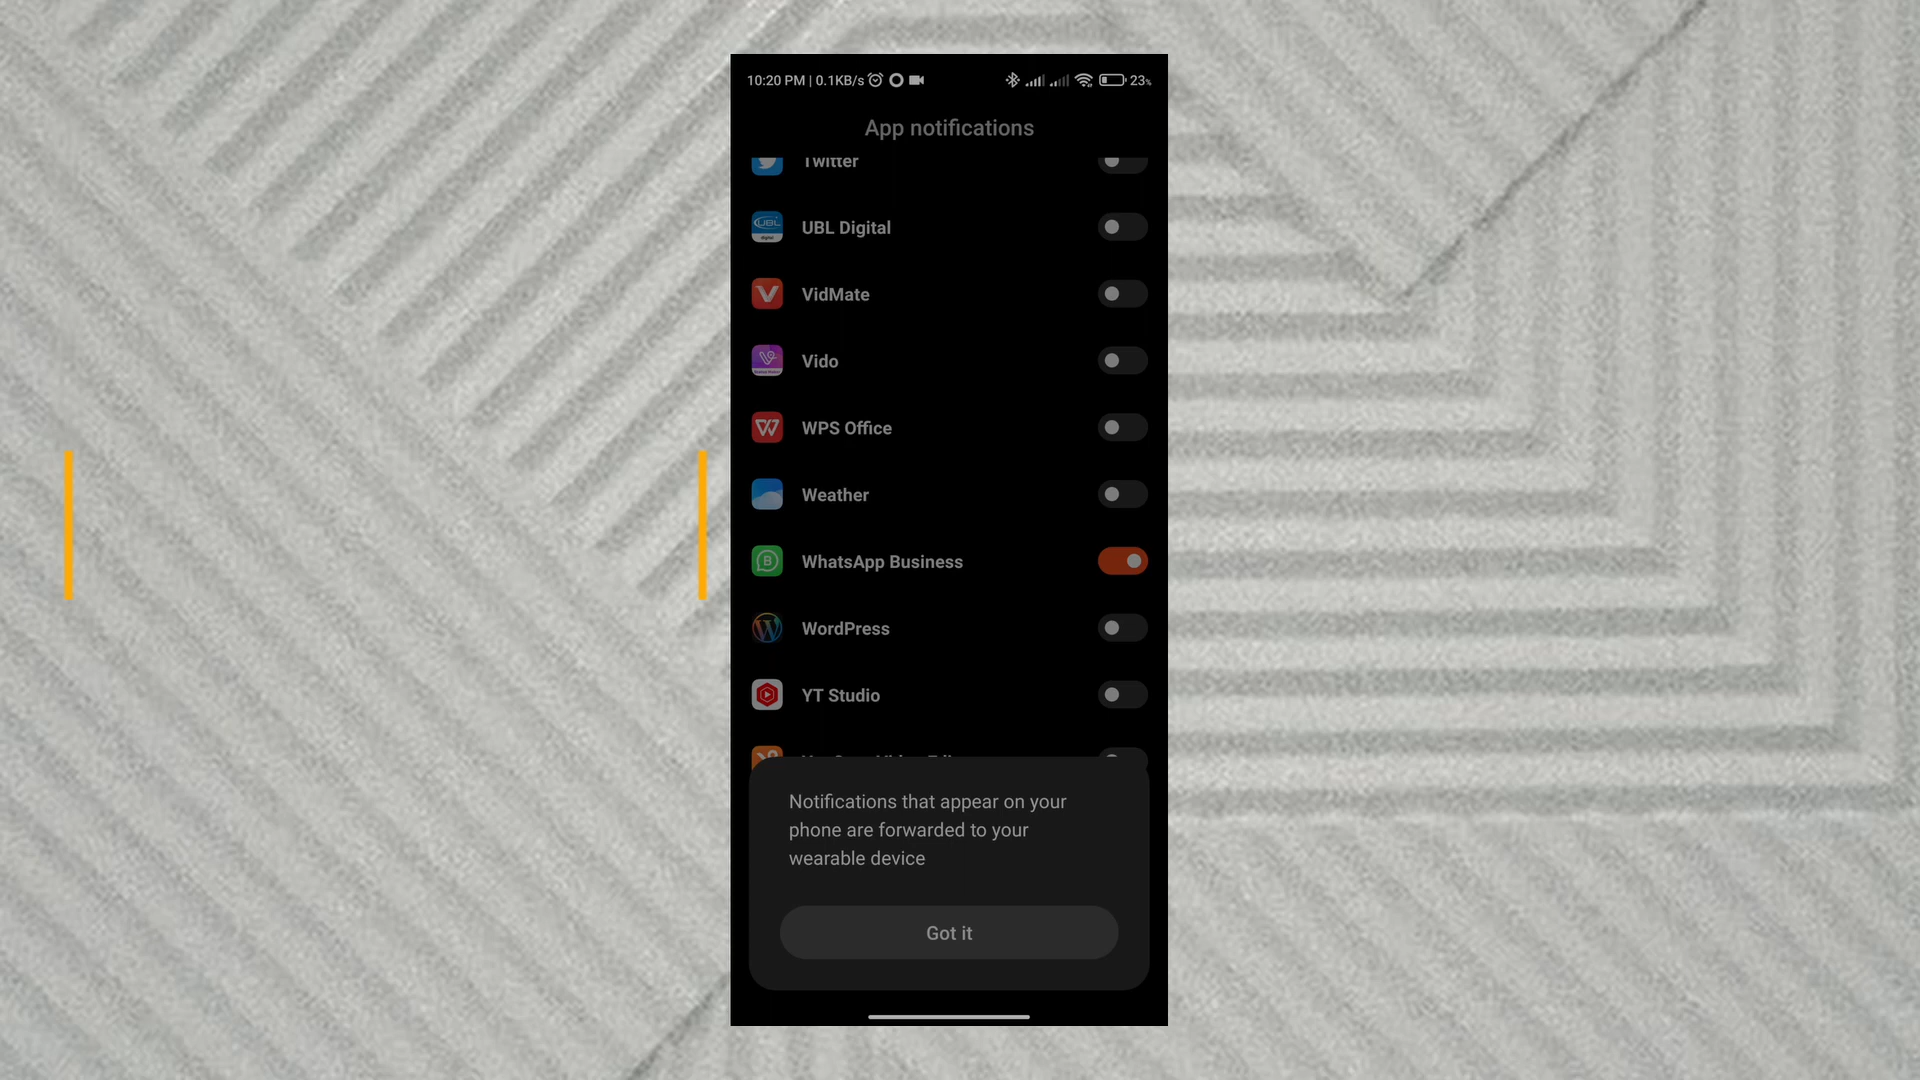 10:20 PM | 0.1KB/s 23%
App notifications
Twitter
UBL Digital
VidMate
Vido
WPS Office
Weather
WhatsApp Business
WordPress
YT Studio
Notifications that appear on your
phone are forwarded to your
wearable device
Got it